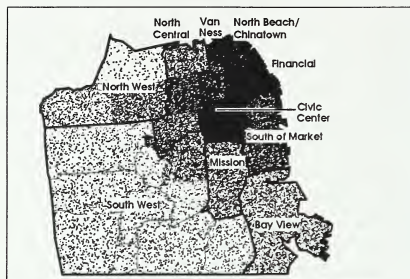 North
Central
Van
Ness
North Beach/
Chinatown
Financial
North West
Civic
Center
South of Market
Mission
South West
Bay View